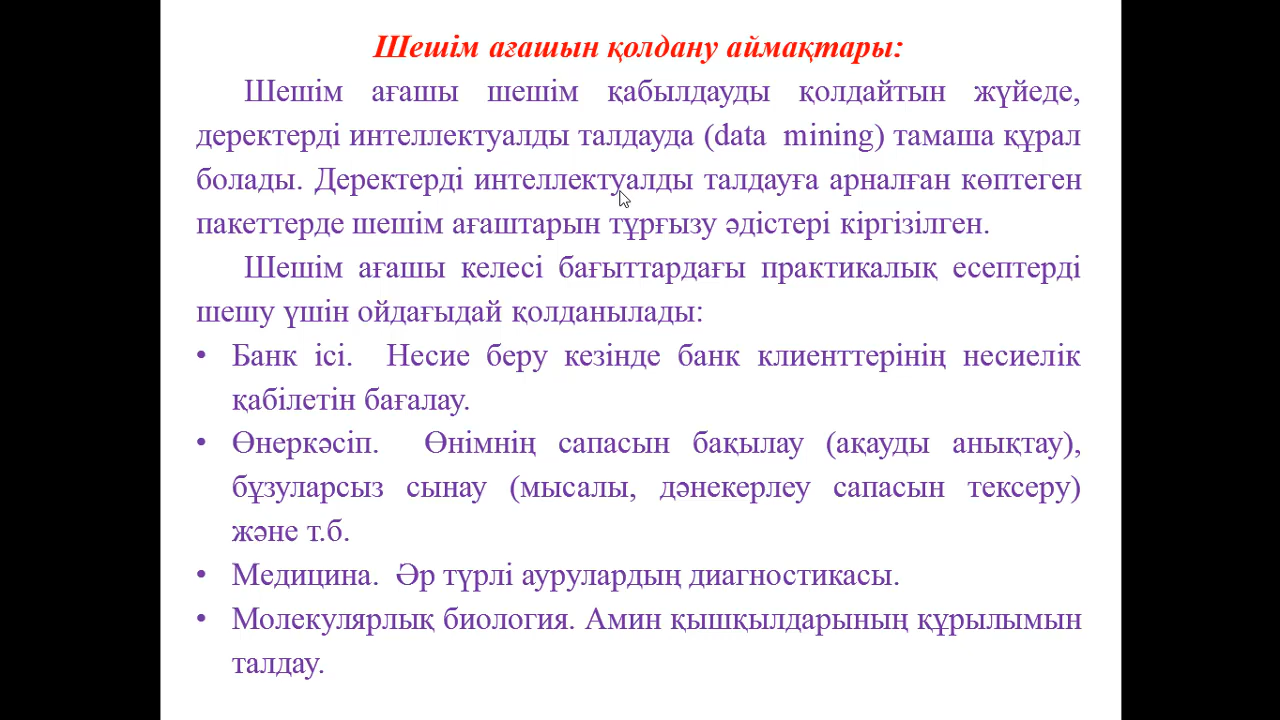 Шешім ағашын қолдану аймақтары:
Шешім ағашы шешім қабылдауды қолдайтын жүйеде,
деректерді интеллектуалды талдауда (data mining) тамаша құрал
болады. Деректерді интеллектуалды талдауға арналған көптеген
пакеттерде шешім ағаштарын тұрғызу әдістері кіргізілген.
Шешім ағашы келесі бағыттардағы практикалық есептерді
шешу үшін ойдағыдай қолданылады:
• Банк ісі. Несие беру кезінде банк клиенттерінің несиелік
қабілетін бағалау.
• Өнеркәсіп. Өнімнің сапасын бақылау (ақауды анықтау),
бұзуларсыз сынау (мысалы, дәнекерлеу сапасын тексеру)
және т.б.
• Медицина. Әр түрлі аурулардың диагностикасы.
• Молекулярлық биология. Амин қышқылдарының құрылымын
талдау.